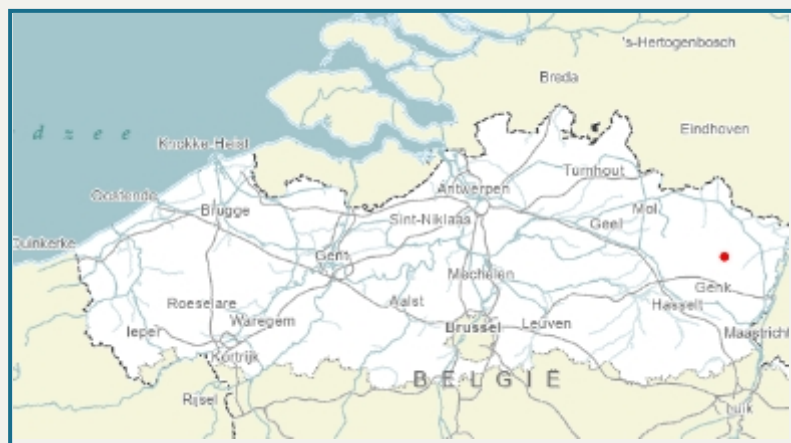 's-Hertogenbosch
Breda
dzee
Eindhoven
Knokke-Heist
Turnhout
Antwerpen
Oostende
Mol
Brugge
Sint-Niklaas
Geel
Duinkerke
Gent
Mechelen
Genk
Roeselare
Aalst
Hasselt
Ieper
Waregem
Brussel
Leuven
Maastricht
Kortrijk
BELGIË
Rijsel
Luik